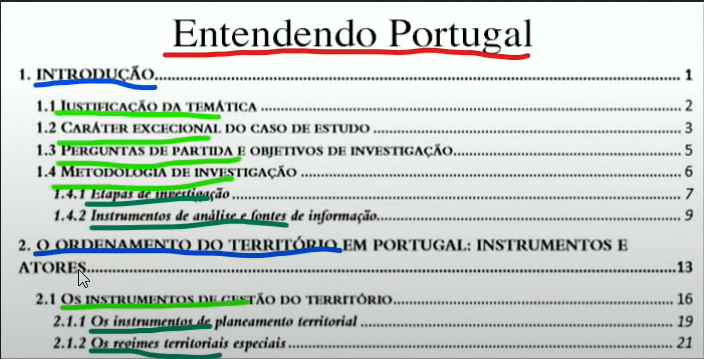 Entendendo Portugal
1. INTRODUÇÃO.......... 1
1.1 JUSTIFICAÇÃO DA TEMÁTICA .......... 2
1.2 CARÁTER EXCECIONAL DO CASO DE ESTUDO .......... 3
1.3 PERGUNTAS DE PARTIDA E OBJETIVOS DE INVESTIGAÇÃO.......... 5
1.4 METODOLOGIA DE INVESTIGAÇÃO .......... 6
1.4.1 Etapas de investigação .......... 7
1.4.2 Instrumentos de análise e fontes de informação.......... 9
2. O ORDENAMENTO DO TERRITÓRIO EM PORTUGAL: INSTRUMENTOS E
ATORES..........13
2.1 OS INSTRUMENTOS DE GESTÃO DO TERRITÓRIO.......... 16
2.1.1 Os instrumentos de planeamento territorial .......... 19
2.1.2 Os regimes territoriais especiais .......... 21